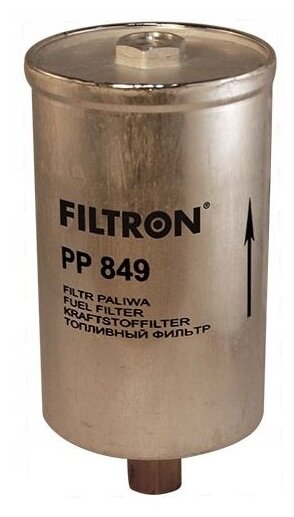 FILTRON®
PP 849
FILTR PALIWA
FUEL FILTER
KRAFTSTOFFILTER
ТОПЛИВНЫЙ ФИЛЬТР